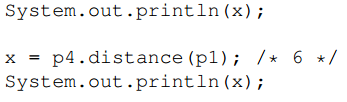 System.out.println(x);
x = p4.distance(p1); /* 6 */
System.out.println(x);